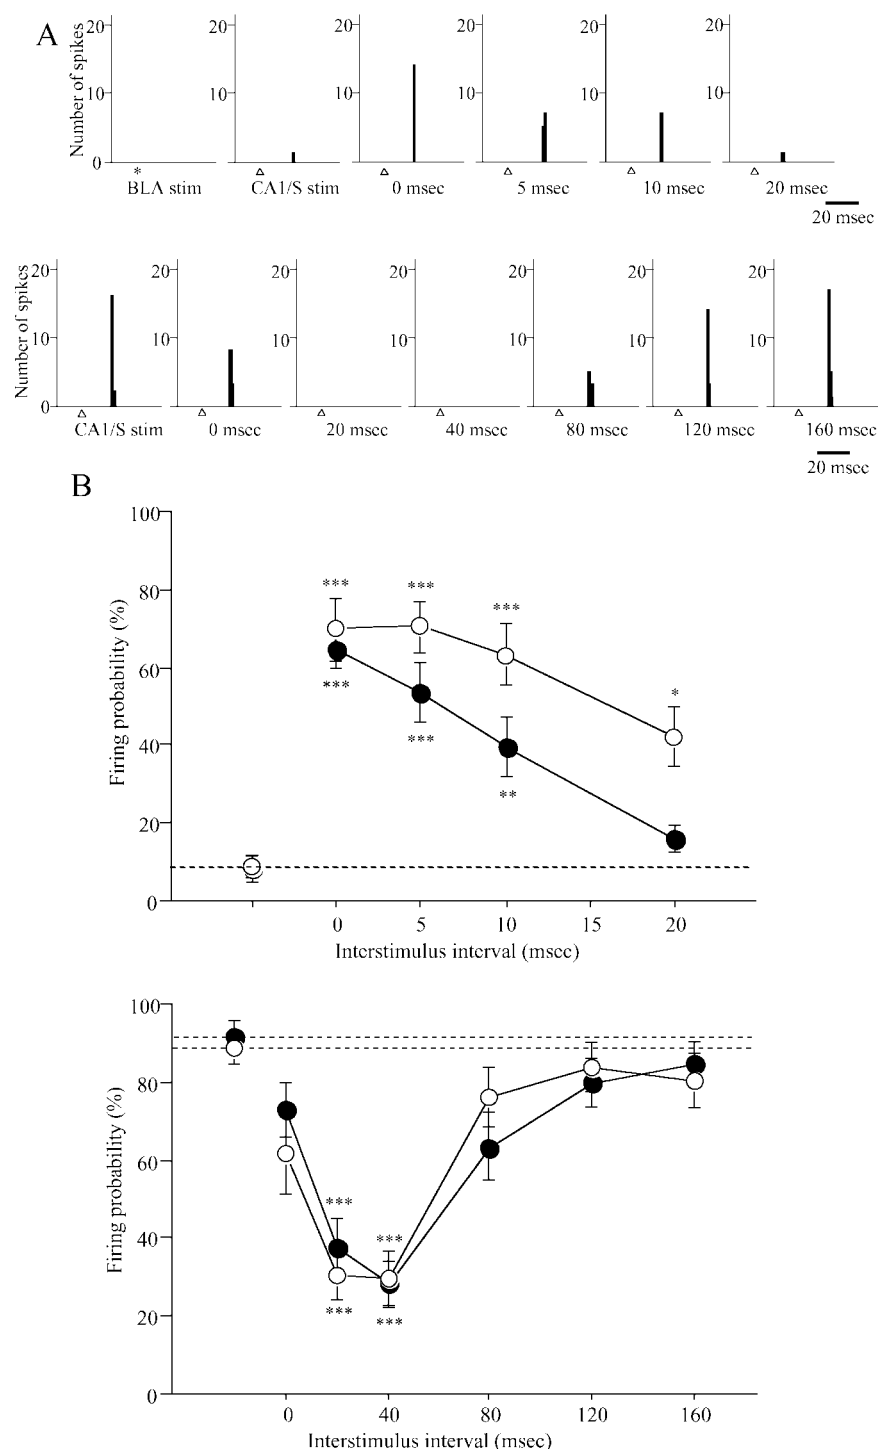 A
Number of spikes
20 20 20 20 20 20
10 10 10 10 10 10
0
* △ △ △ △ △
BLA stim CA1/S stim 0 msec 5 msec 10 msec 20 msec
20 msec
Number of spikes
20 20 20 20 20 20 20
10 10 10 10 10 10 10
0
△ △ △ △ △ △ △
CA1/S stim 0 msec 20 msec 40 msec 80 msec 120 msec 160 msec
20 msec
B
Firing probability (%)
100
80
60
40
20
0
*** *** ***
*
***
***
**
0 5 10 15 20
Interstimulus interval (msec)
Firing probability (%)
100
80
60
40
20
0
***
***
*** ***
0 40 80 120 160
Interstimulus interval (msec)